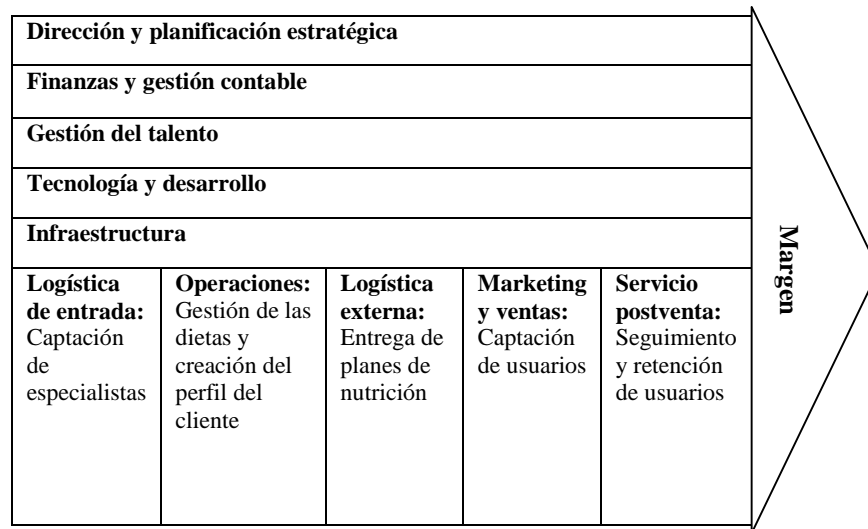 Dirección y planificación estratégica
Finanzas y gestión contable
Gestión del talento
Tecnología y desarrollo
Infraestructura
Logística
de entrada:
Captación
de
especialistas
Operaciones:
Gestión de las
dietas y
creación del
perfil del
cliente
Logística
externa:
Entrega de
planes de
nutrición
Marketing
y ventas:
Captación
de usuarios
Servicio
postventa:
Seguimiento
y retención
de usuarios
Margen